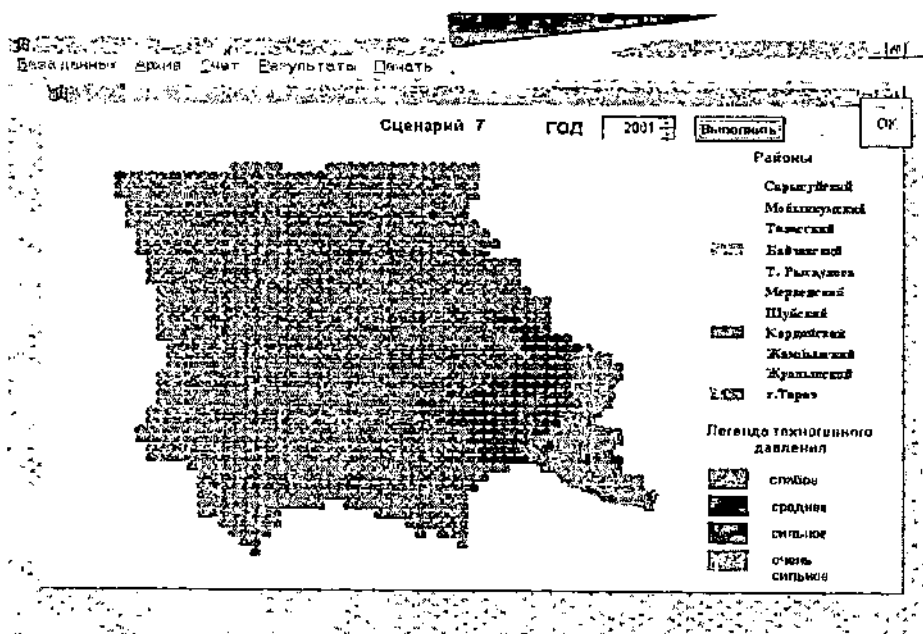 База данных Архив Счет Результаты Печать
OK
Сценарий 7 ГОД 2001 Выполнить
Районы
Сарысуйский
Мойынкумский
Таласский
Байзакский
Т. Рыскулова
Меркенский
Шуйский
Кордайский
Жамбылский
Жуалынский
г.Тараз
Легенда техногенного
давления
слабое
среднее
сильное
очень
сильное